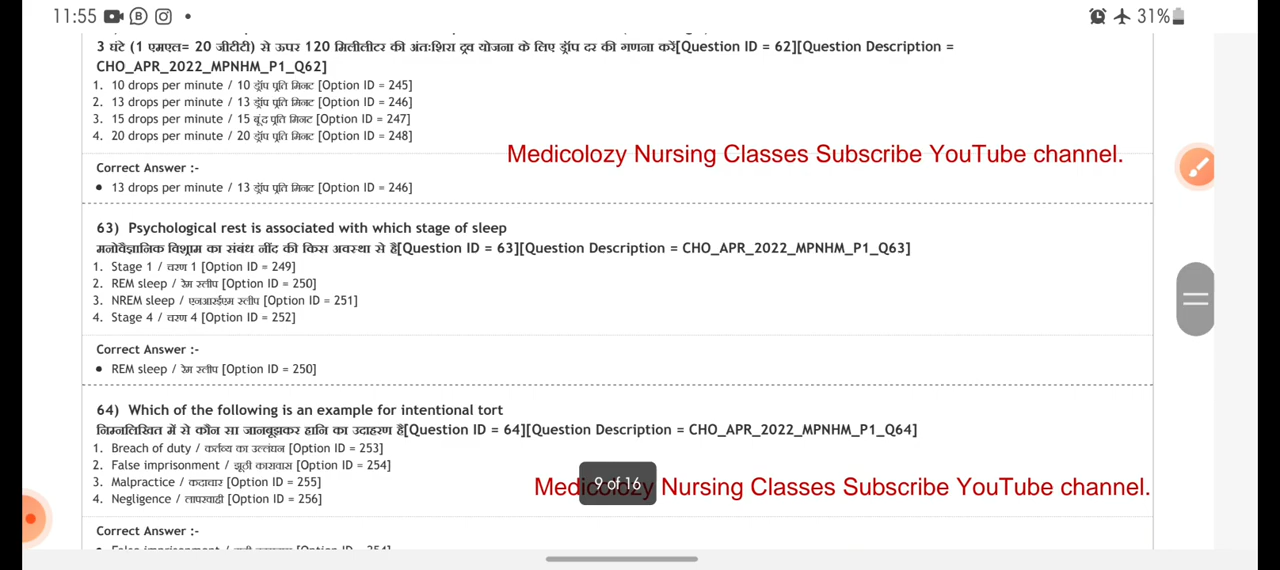 11:55
31%
3 घंटे (1 एमएल= 20 जीटीटी) से ऊपर 120 मिलीलीटर की अंतःशिरा द्रव योजना के लिए ड्रॉप दर की गणना करें[Question ID = 62][Question Description =
CHO_APR_2022_MPNHM_P1_Q62]
1. 10 drops per minute / 10 ड्रॉप प्रति मिनट [Option ID = 245]
2. 13 drops per minute / 13 ड्रॉप प्रति मिनट [Option ID = 246]
3. 15 drops per minute / 15 बूंद प्रति मिनट [Option ID = 247]
4. 20 drops per minute / 20 ड्रॉप प्रति मिनट [Option ID = 248]
Medicolozy Nursing Classes Subscribe YouTube channel.
Correct Answer :-
• 13 drops per minute / 13 ड्रॉप प्रति मिनट [Option ID = 246]
63) Psychological rest is associated with which stage of sleep
मनोवैज्ञानिक विश्राम का संबंध नींद की किस अवस्था से है[Question ID = 63][Question Description = CHO_APR_2022_MPNHM_P1_Q63]
1. Stage 1 / चरण 1 [Option ID = 249]
2. REM sleep / रेम स्लीप [Option ID = 250]
3. NREM sleep / एनआरईएम स्लीप [Option ID = 251]
4. Stage 4 / चरण 4 [Option ID = 252]
Correct Answer :-
• REM sleep / रेम स्लीप [Option ID = 250]
64) Which of the following is an example for intentional tort
निम्नलिखित में से कौन सा जानबूझकर हानि का उदाहरण है[Question ID = 64][Question Description = CHO_APR_2022_MPNHM_P1_Q64]
1. Breach of duty / कर्तव्य का उल्लंघन [Option ID = 253]
2. False imprisonment / झूठी कारावास [Option ID = 254]
3. Malpractice / कदाचार [Option ID = 255]
4. Negligence / लापरवाही [Option ID = 256]
9 of 16
Medicolozy Nursing Classes Subscribe YouTube channel.
Correct Answer :-
• False imprisonment / झूठी कारावास [Option ID = 254]